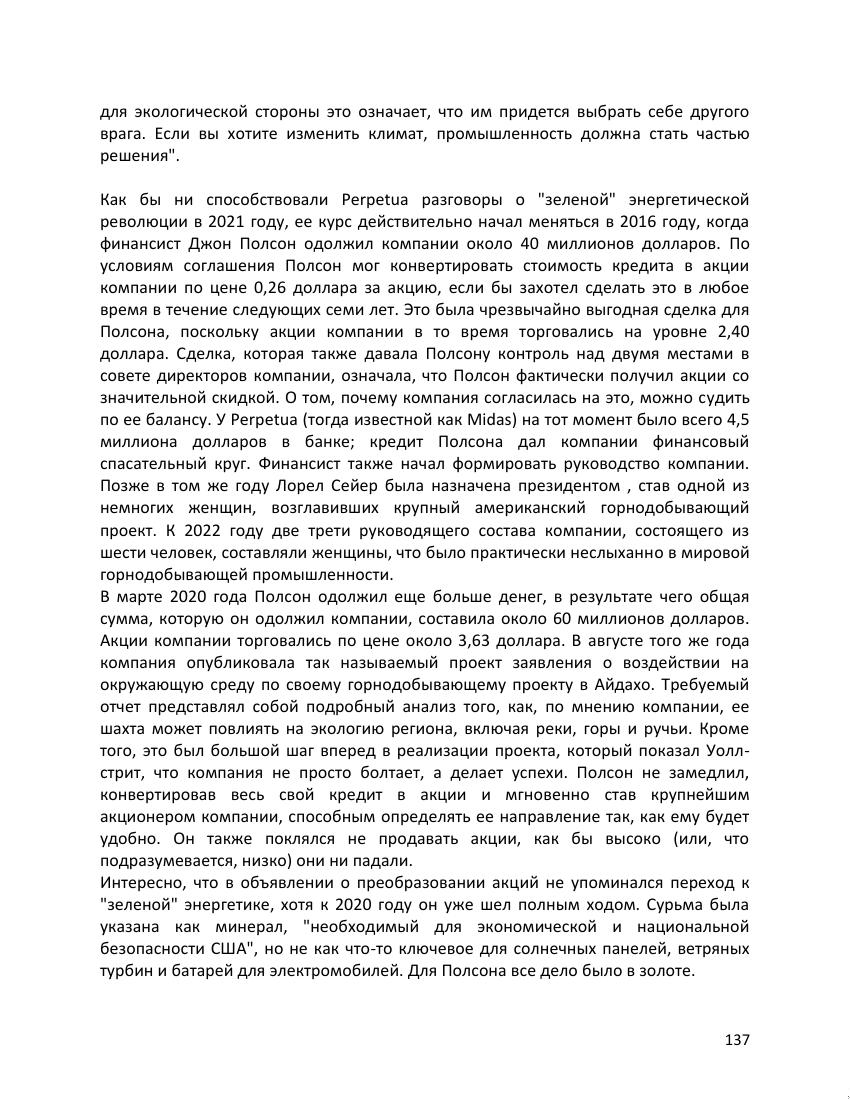 для экологической стороны это означает, что им придется выбрать себе другого
врага. Если вы хотите изменить климат, промышленность должна стать частью
решения".
Как бы ни способствовали Perpetua разговоры о "зеленой" энергетической
революции в 2021 году, ее курс действительно начал меняться в 2016 году, когда
финансист Джон Полсон одолжил компании около 40 миллионов долларов. По
условиям соглашения Полсон мог конвертировать стоимость кредита в акции
компании по цене 0,26 доллара за акцию, если бы захотел сделать это в любое
время в течение следующих семи лет. Это была чрезвычайно выгодная сделка для
Полсона, поскольку акции компании в то время торговались на уровне 2,40
доллара. Сделка, которая также давала Полсону контроль над двумя местами в
совете директоров компании, означала, что Полсон фактически получил акции со
значительной скидкой. О том, почему компания согласилась на это, можно судить
по ее балансу. У Perpetua (тогда известной как Midas) на тот момент было всего 4,5
миллиона долларов в банке; кредит Полсона дал компании финансовый
спасательный круг. Финансист также начал формировать руководство компании.
Позже в том же году Лорел Сейер была назначена президентом , став одной из
немногих женщин, возглавивших крупный американский горнодобывающий
проект. К 2022 году две трети руководящего состава компании, состоящего из
шести человек, составляли женщины, что было практически неслыханно в мировой
горнодобывающей промышленности.
В марте 2020 года Полсон одолжил еще больше денег, в результате чего общая
сумма, которую он одолжил компании, составила около 60 миллионов долларов.
Акции компании торговались по цене около 3,63 доллара. В августе того же года
компания опубликовала так называемый проект заявления о воздействии на
окружающую среду по своему горнодобывающему проекту в Айдахо. Требуемый
отчет представлял собой подробный анализ того, как, по мнению компании, ее
шахта может повлиять на экологию региона, включая реки, горы и ручьи. Кроме
того, это был большой шаг вперед в реализации проекта, который показал Уолл-
стрит, что компания не просто болтает, а делает успехи. Полсон не замедлил,
конвертировав весь свой кредит в акции и мгновенно став крупнейшим
акционером компании, способным определять ее направление так, как ему будет
удобно. Он также поклялся не продавать акции, как бы высоко (или, что
подразумевается, низко) они ни падали.
Интересно, что в объявлении о преобразовании акций не упоминался переход к
"зеленой" энергетике, хотя к 2020 году он уже шел полным ходом. Сурьма была
указана как минерал, "необходимый для экономической и национальной
безопасности США", но не как что-то ключевое для солнечных панелей, ветряных
турбин и батарей для электромобилей. Для Полсона все дело было в золоте.
137